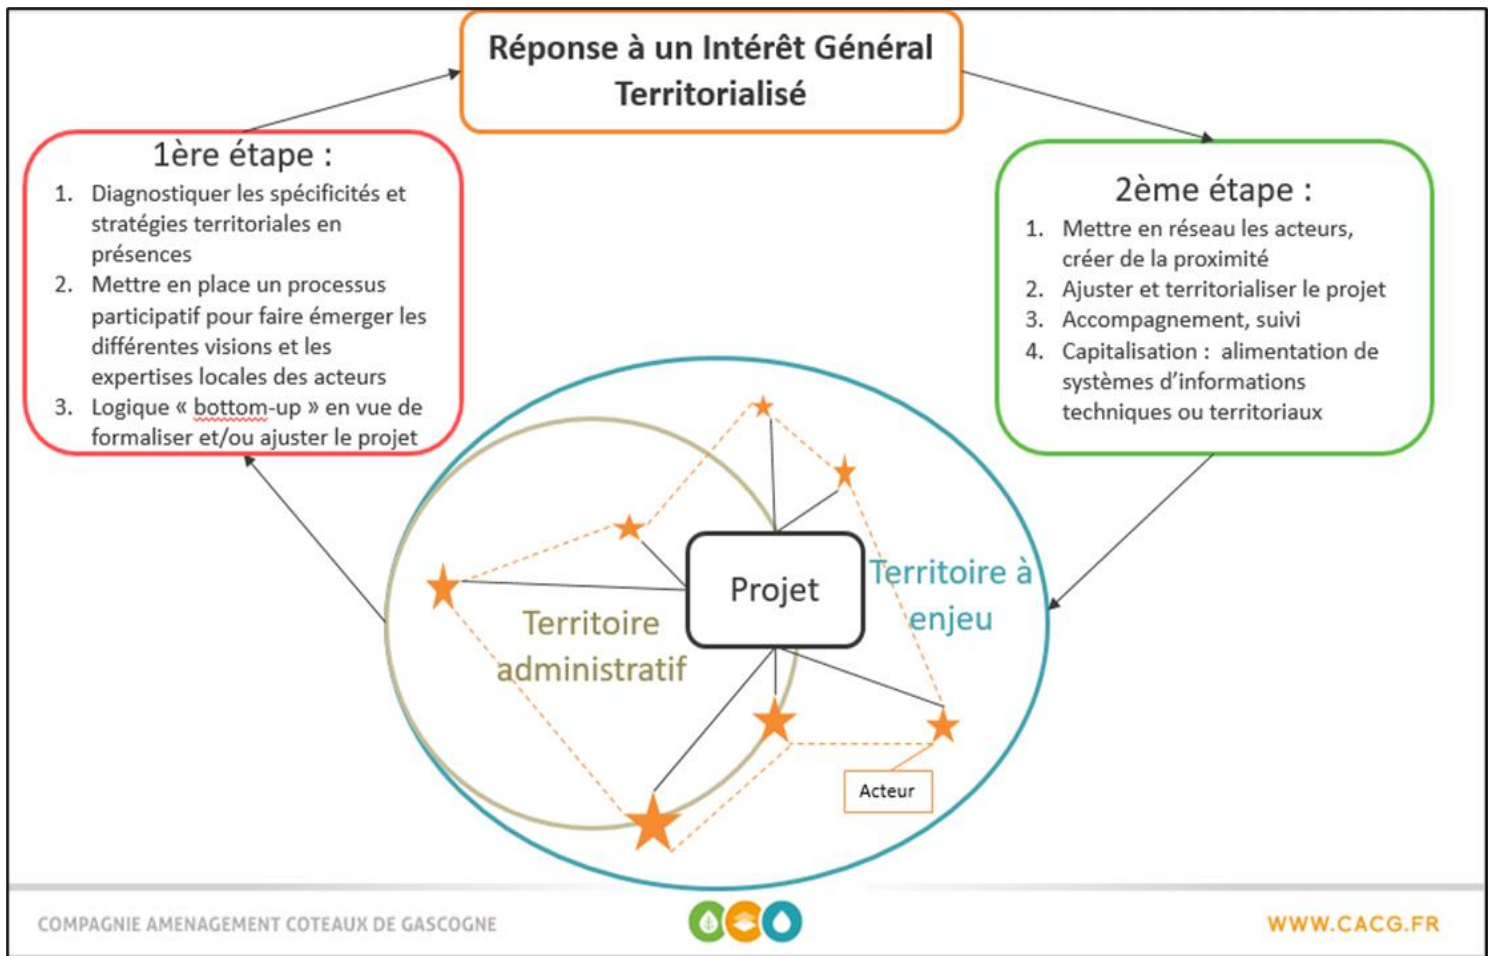 Réponse à un Intérêt Général
Territorialisé
1ère étape :
1. Diagnostiquer les spécificités et
stratégies territoriales en
présences
2. Mettre en place un processus
participatif pour faire émerger les
différentes visions et les
expertises locales des acteurs
3. Logique « bottom-up » en vue de
formaliser et/ou ajuster le projet
2ème étape :
1. Mettre en réseau les acteurs,
créer de la proximité
2. Ajuster et territorialiser le projet
3. Accompagnement, suivi
4. Capitalisation : alimentation de
systèmes d’informations
techniques ou territoriaux
Projet
Territoire à
enjeu
Territoire
administratif
Acteur
COMPAGNIE AMENAGEMENT COTEAUX DE GASCOGNE
WWW.CACG.FR